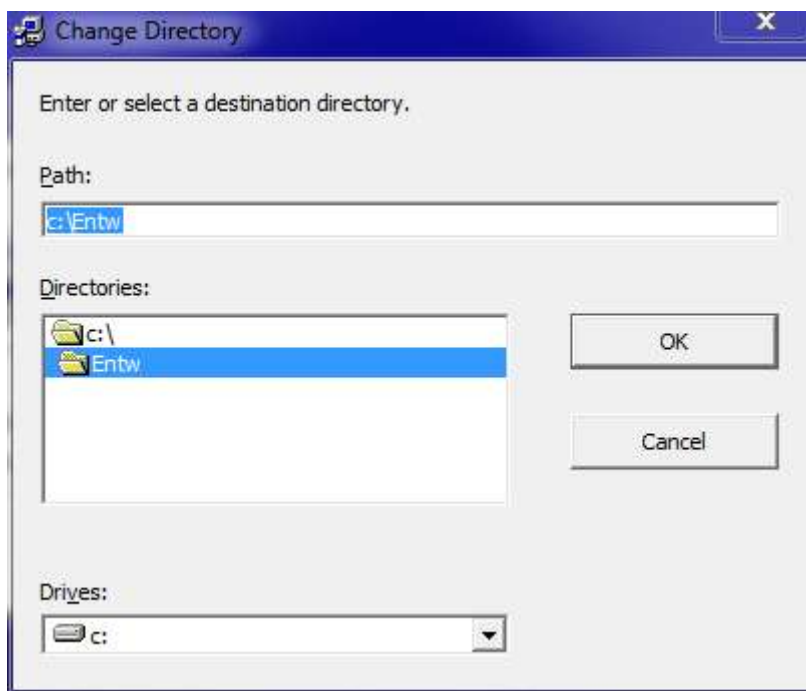 Change Directory
X
Enter or select a destination directory.
Path:
c:\Entw
Directories:
c:\
Entw
OK
Cancel
Drives:
c: